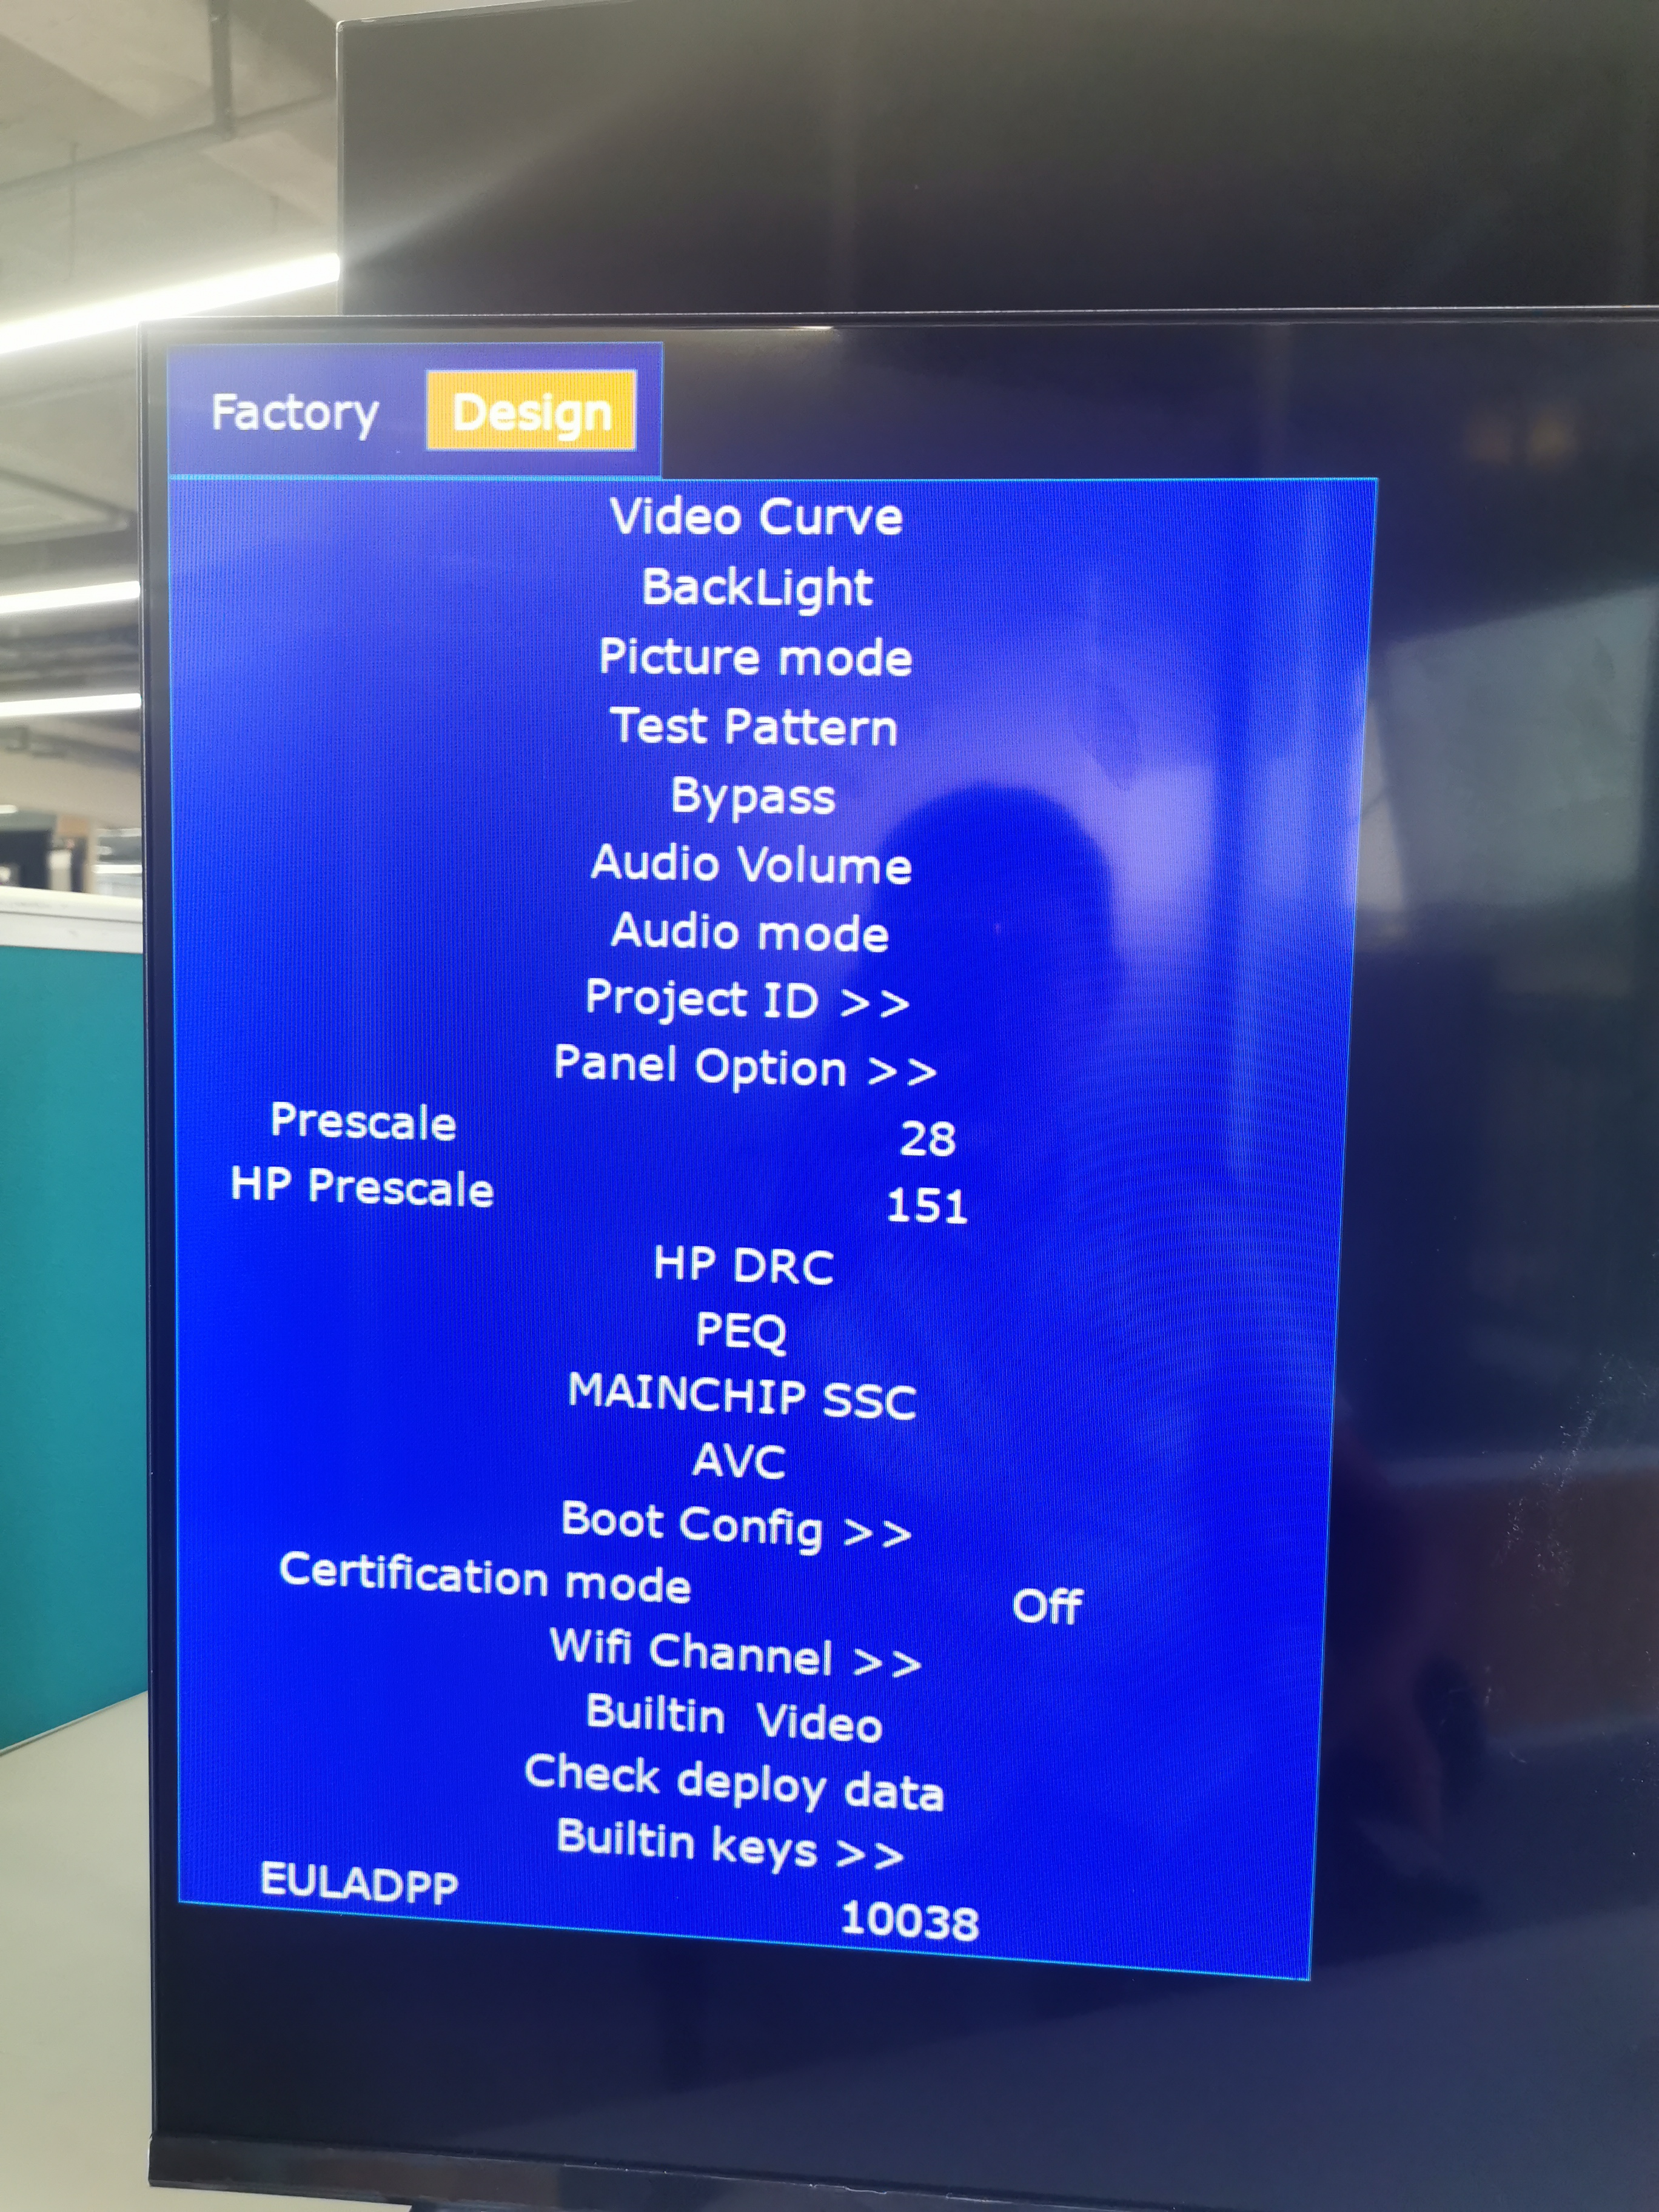 Factory Design
Video Curve
BackLight
Picture mode
Test Pattern
Bypass
Audio Volume
Audio mode
Project ID >>
Panel Option >>
Prescale 28
HP Prescale 151
HP DRC
PEQ
MAINCHIP SSC
AVC
Boot Config >>
Certification mode Off
Wifi Channel >>
Builtin  Video
Check deploy data
Builtin keys >>
EULADPP 10038